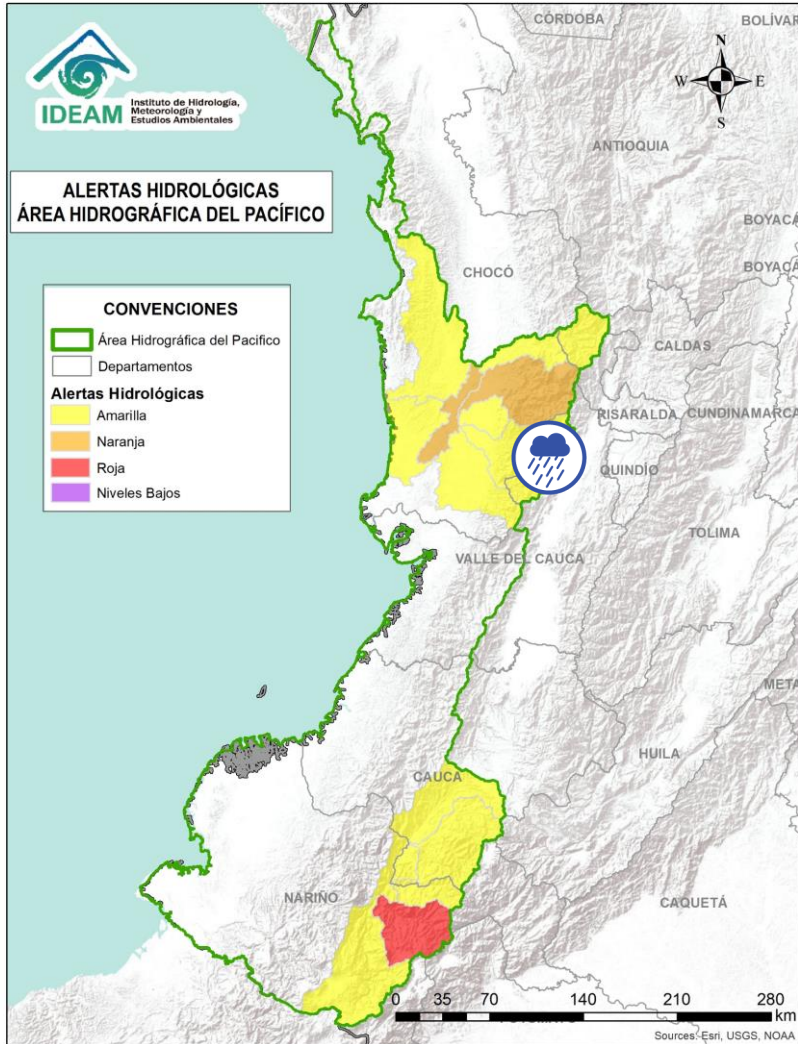 CÓRDOBA
BOLÍVAR
IDEAM
Instituto de Hidrología,
Meteorología y
Estudios Ambientales
N
W
E
S
ANTIOQUIA
ALERTAS HIDROLÓGICAS
ÁREA HIDROGRÁFICA DEL PACÍFICO
BOYACÁ
BOYACÁ
CHOCÓ
CONVENCIONES
Área Hidrográfica del Pacífico
Departamentos
Alertas Hidrológicas
Amarilla
Naranja
Roja
Niveles Bajos
CALDAS
RISARALDA
CUNDINAMARCA
QUINDÍO
TOLIMA
VALLE DEL CAUCA
META
HUILA
CAUCA
NARIÑO
CAQUETÁ
0 35 70 140 210 280
km
Sources: Esri, USGS, NOAA